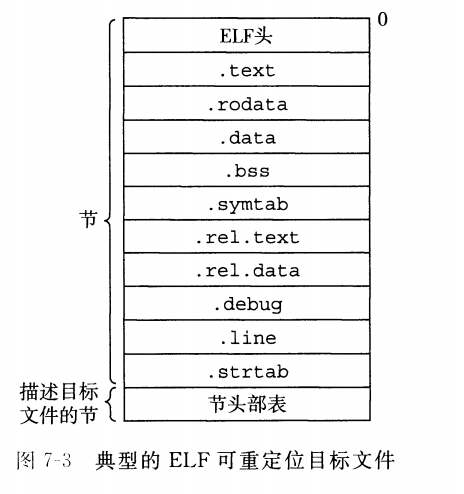 0
ELF头
.text
.rodata
.data
.bss
.symtab
节
.rel.text
.rel.data
.debug
.line
.strtab
描述目标
文件的节
节头部表
图 7-3 典型的 ELF 可重定位目标文件